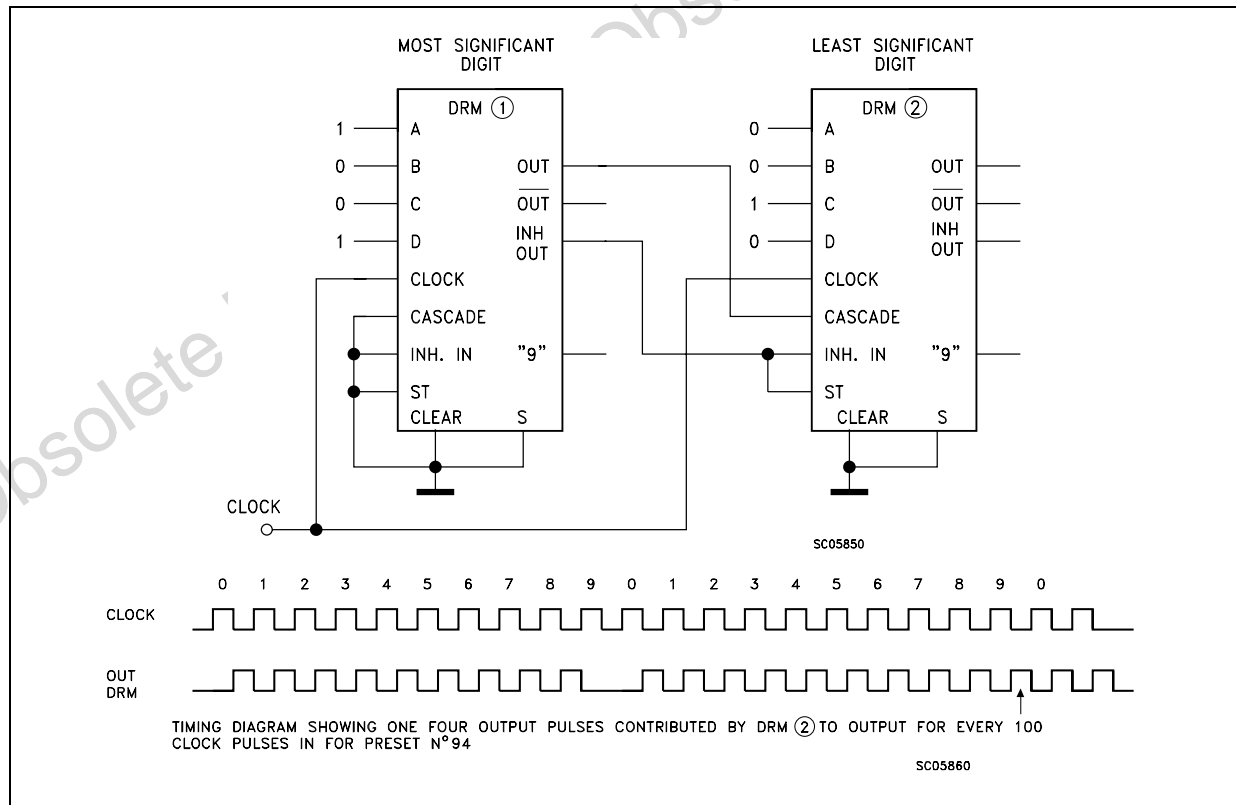 MOST SIGNIFICANT
DIGIT
LEAST SIGNIFICANT
DIGIT
DRM ①
1 A
0 B
0 C
1 D
CLOCK
CASCADE
INH. IN
ST
CLEAR S
OUT
OUT
INH
OUT
"9"
DRM ②
0 A
0 B
1 C
0 D
CLOCK
CASCADE
INH. IN
ST
CLEAR S
OUT
OUT
INH
OUT
"9"
CLOCK
SC05850
0 1 2 3 4 5 6 7 8 9 0 1 2 3 4 5 6 7 8 9 0
CLOCK
OUT
DRM
TIMING DIAGRAM SHOWING ONE FOUR OUTPUT PULSES CONTRIBUTED BY DRM ② TO OUTPUT FOR EVERY 100
CLOCK PULSES IN FOR PRESET N°94
SC05860
Obsolete